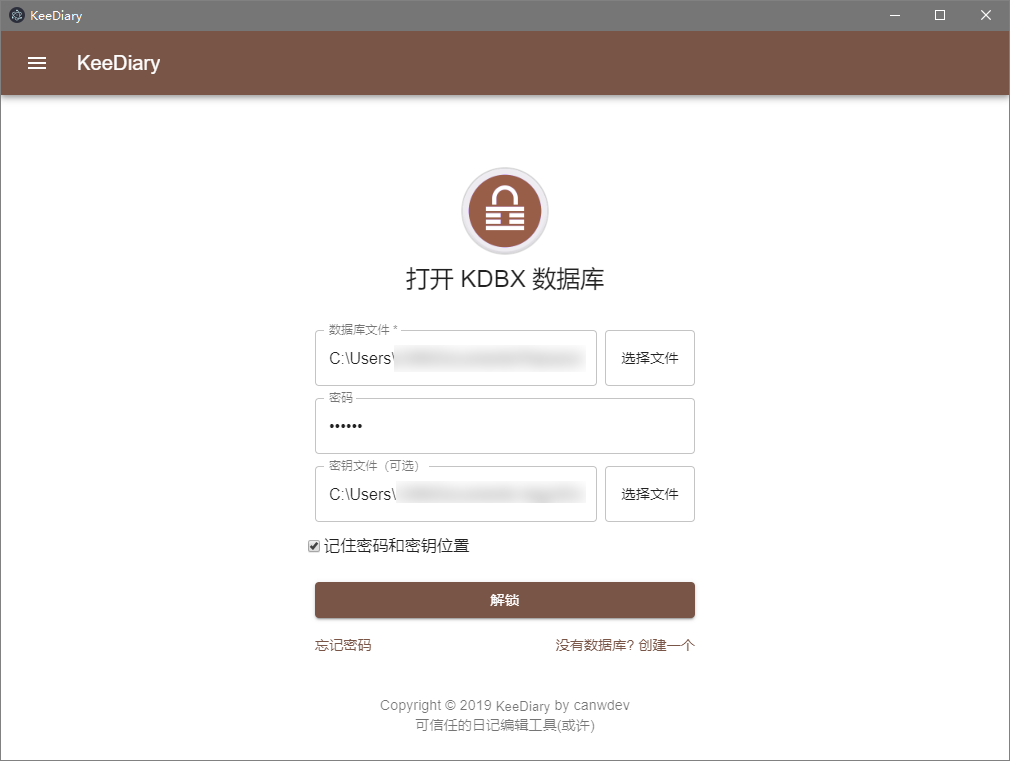 KeeDiary
KeeDiary
打开 KDBX 数据库
数据库文件 *
C:\Users\
选择文件
密码
••••••
密钥文件（可选）
C:\Users\
选择文件
记住密码和密钥位置
解锁
忘记密码
没有数据库? 创建一个
Copyright © 2019 KeeDiary by canwdev
可信任的日记编辑工具(或许)